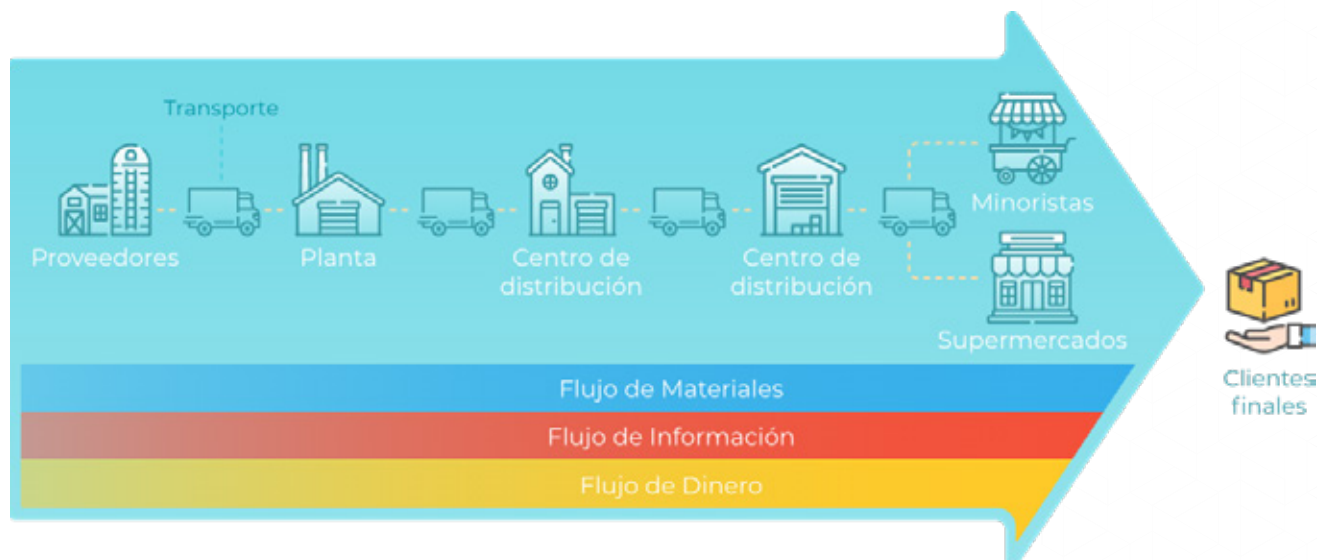 Transporte
Proveedores
Planta
Centro de
distribución
Centro de
distribución
Minoristas
Supermercados
Flujo de Materiales
Flujo de Información
Flujo de Dinero
Clientes
finales